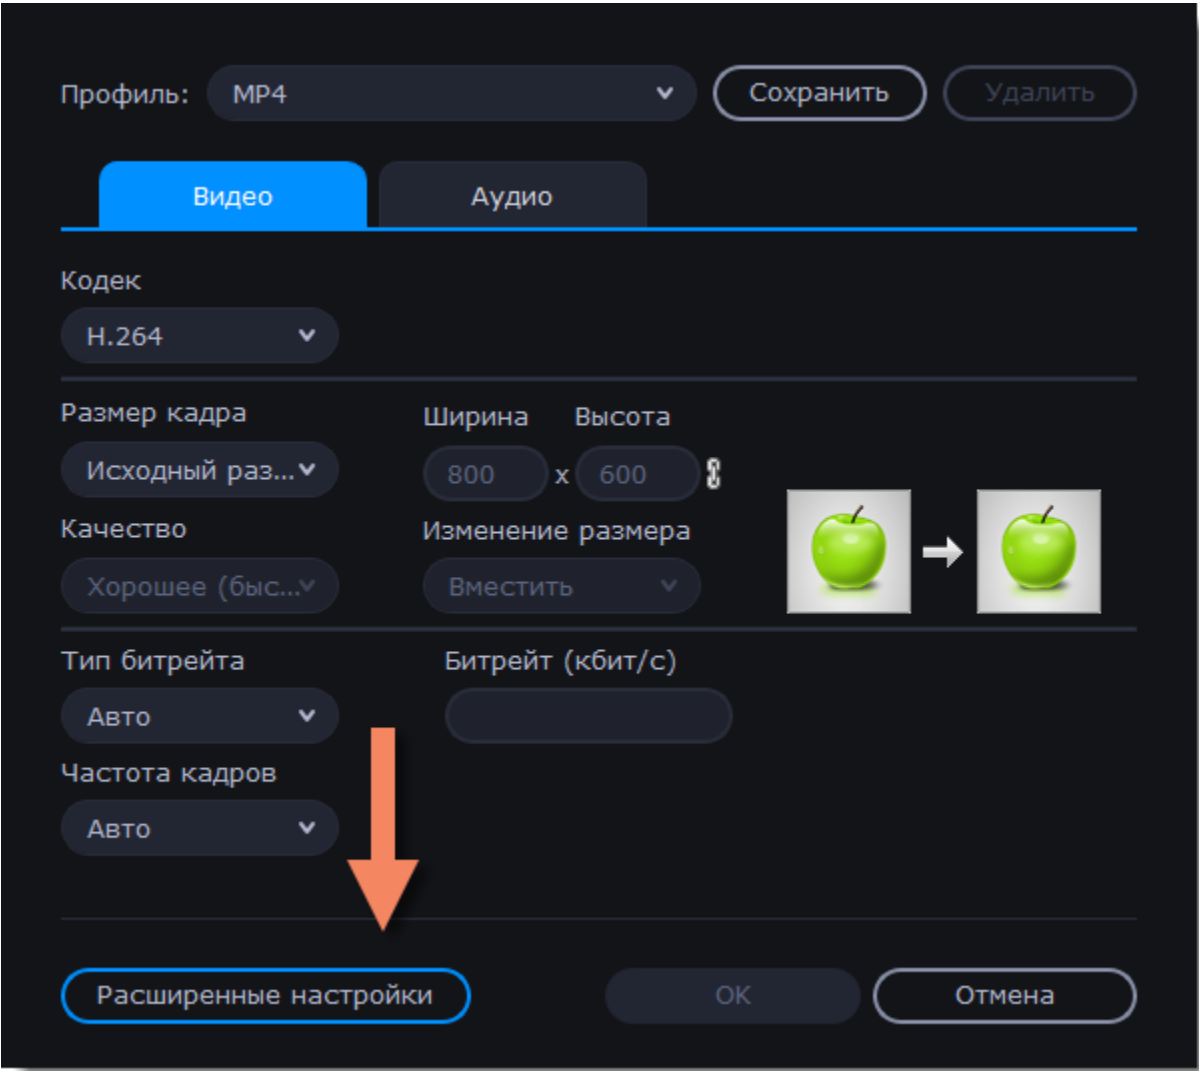 Профиль: MP4 Сохранить Удалить
Видео Аудио
Кодек
H.264
Размер кадра Ширина Высота
Исходный раз... 800 x 600
Качество Изменение размера
Хорошее (быс... Вместить
Тип битрейта Битрейт (кбит/с)
Авто
Частота кадров
Авто
Расширенные настройки OK Отмена